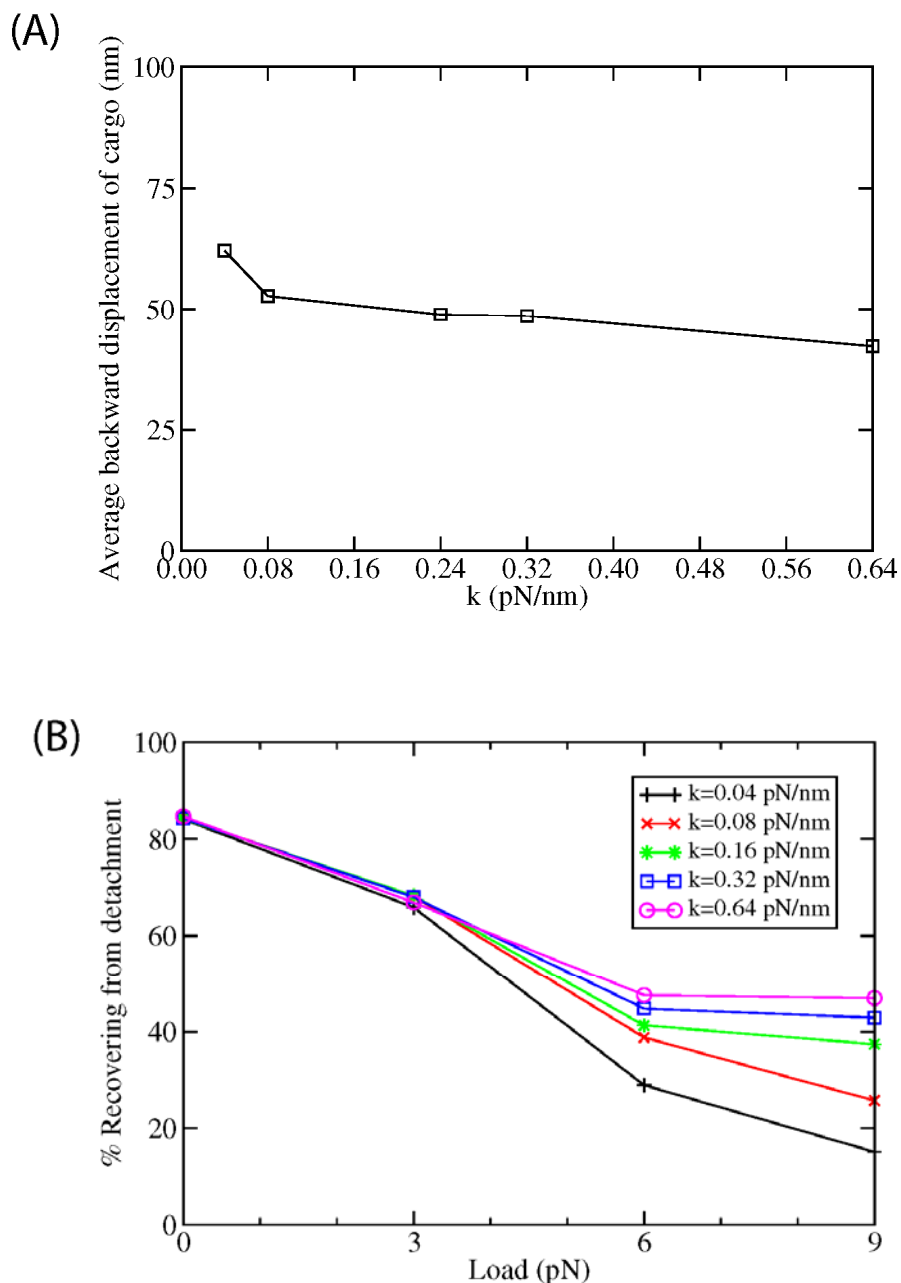 (A)
Average backward displacement of cargo (nm)
100
75
50
25
0
0.00 0.08 0.16 0.24 0.32 0.40 0.48 0.56 0.64
k (pN/nm)
(B)
% Recovering from detachment
100
80
60
40
20
0
k=0.04 pN/nm
k=0.08 pN/nm
k=0.16 pN/nm
k=0.32 pN/nm
k=0.64 pN/nm
0 3 6 9
Load (pN)